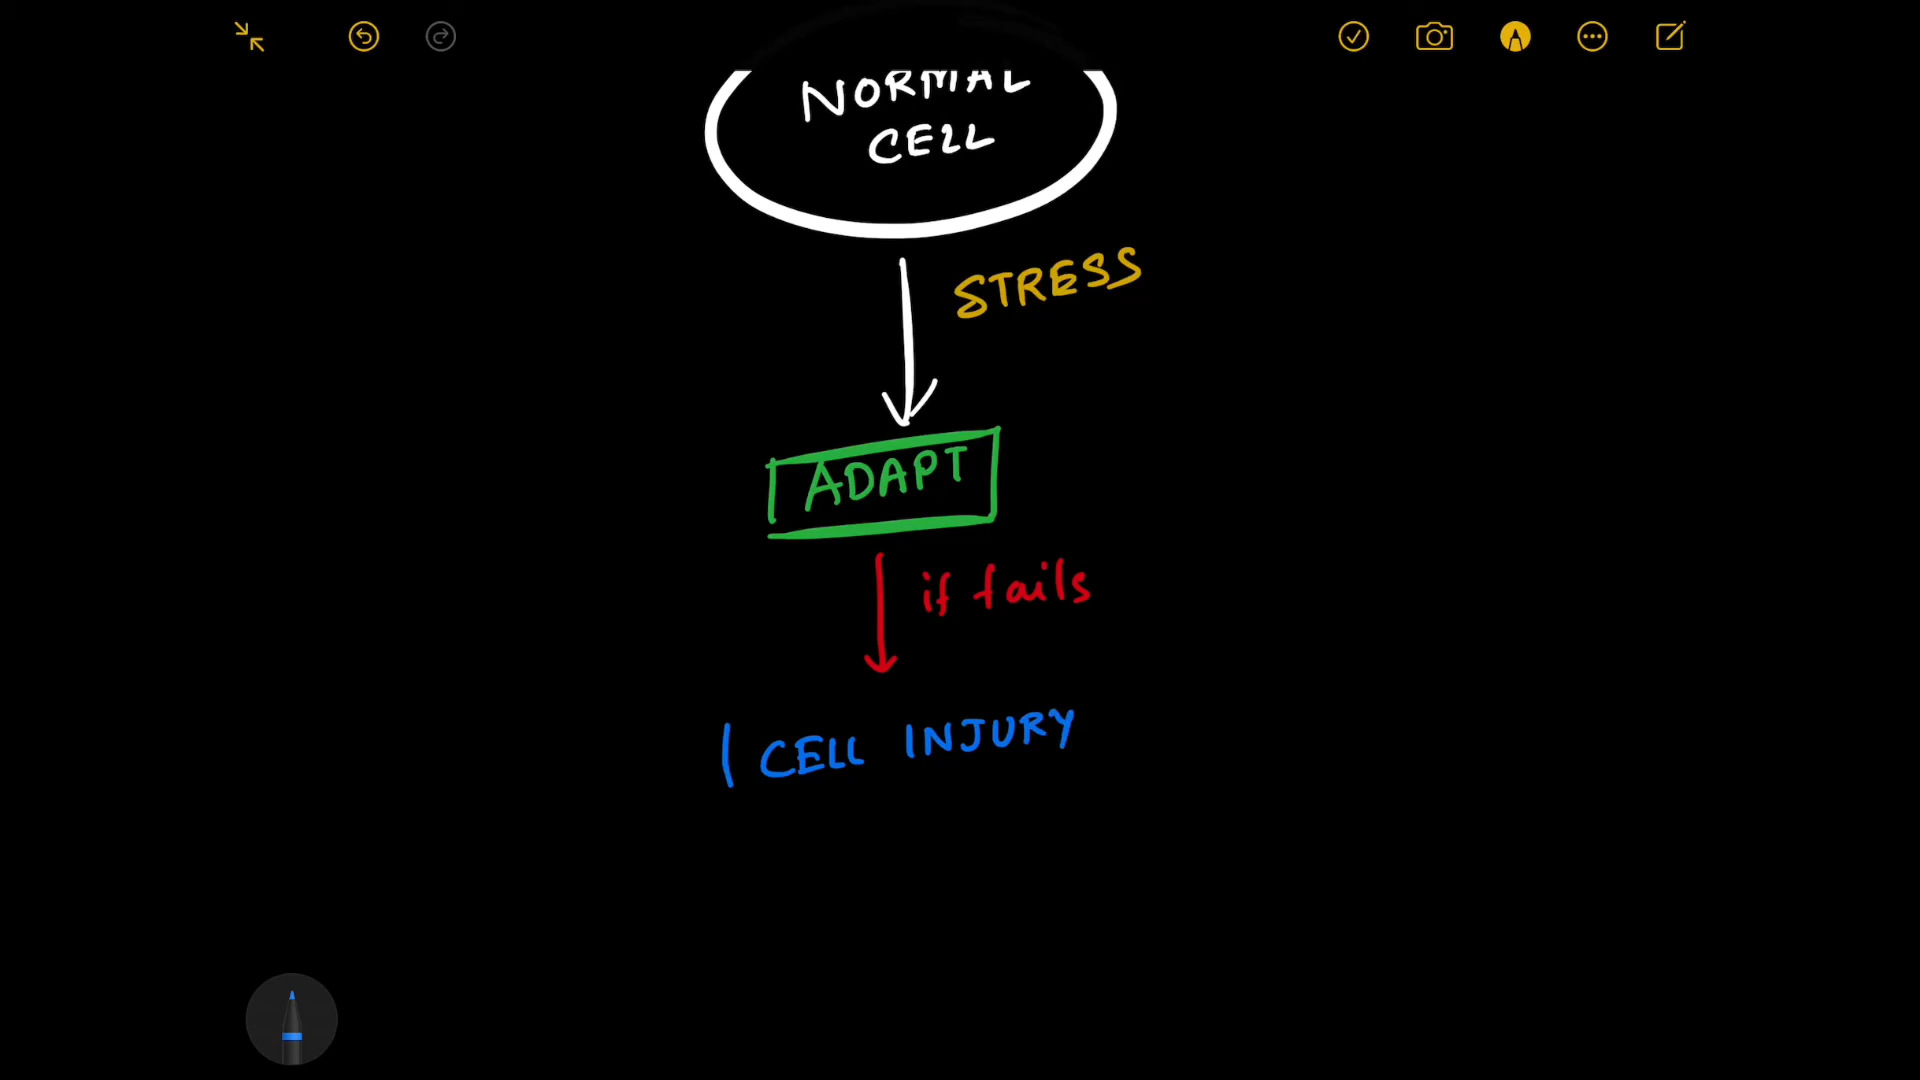 NORMAL
CELL
STRESS
ADAPT
if fails
CELL INJURY